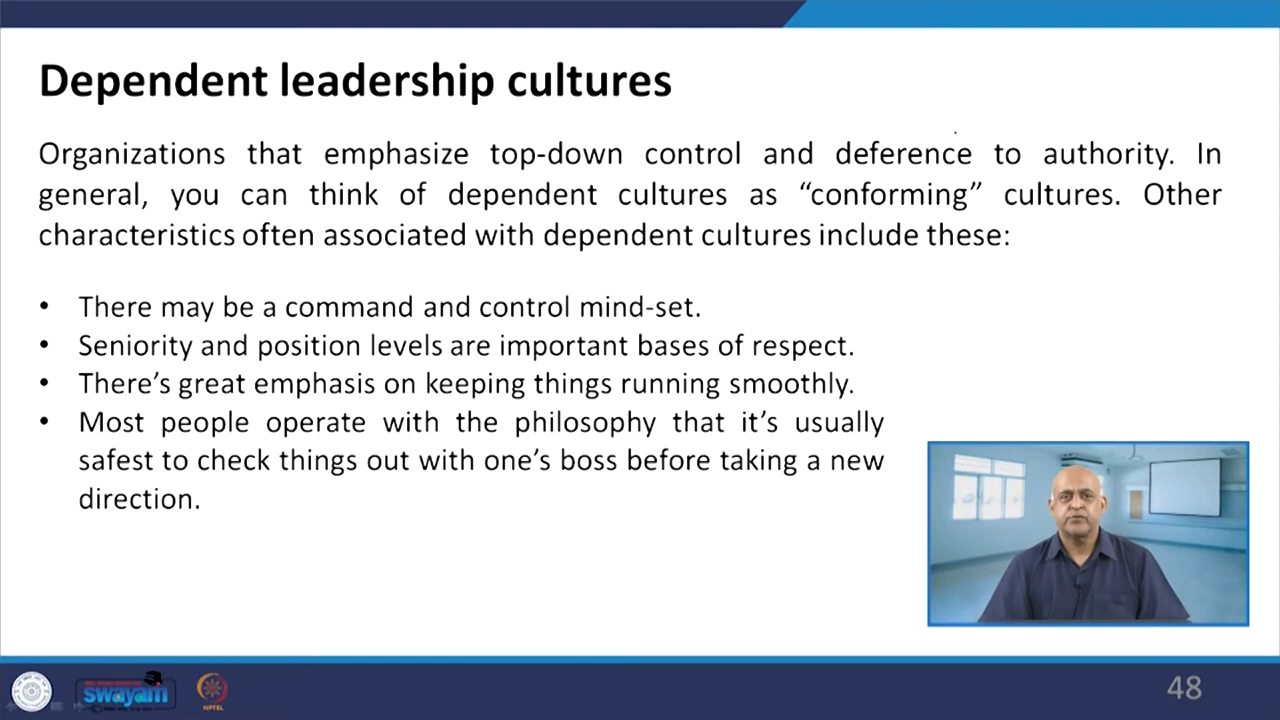 Dependent leadership cultures
Organizations that emphasize top-down control and deference to authority. In
general, you can think of dependent cultures as “conforming” cultures. Other
characteristics often associated with dependent cultures include these:
• There may be a command and control mind-set.
• Seniority and position levels are important bases of respect.
• There’s great emphasis on keeping things running smoothly.
• Most people operate with the philosophy that it’s usually
safest to check things out with one’s boss before taking a new
direction.
swayam
NPTEL
48